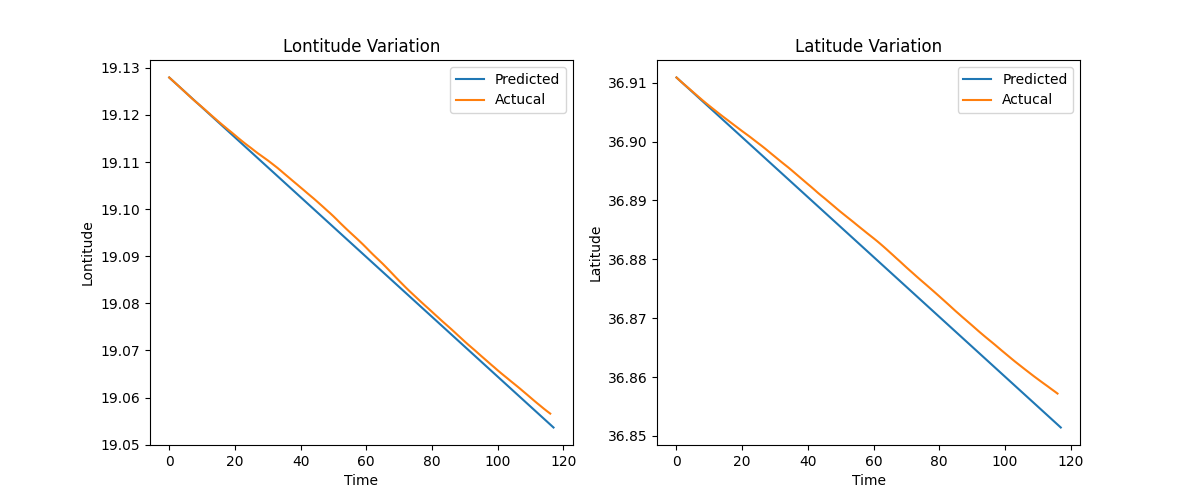 Lontitude Variation
Latitude Variation
Predicted
Actucal
Predicted
Actucal
19.13
19.12
19.11
19.10
19.09
19.08
19.07
19.06
19.05
Lontitude
0 20 40 60 80 100 120
Time
36.91
36.90
36.89
36.88
36.87
36.86
36.85
Latitude
0 20 40 60 80 100 120
Time